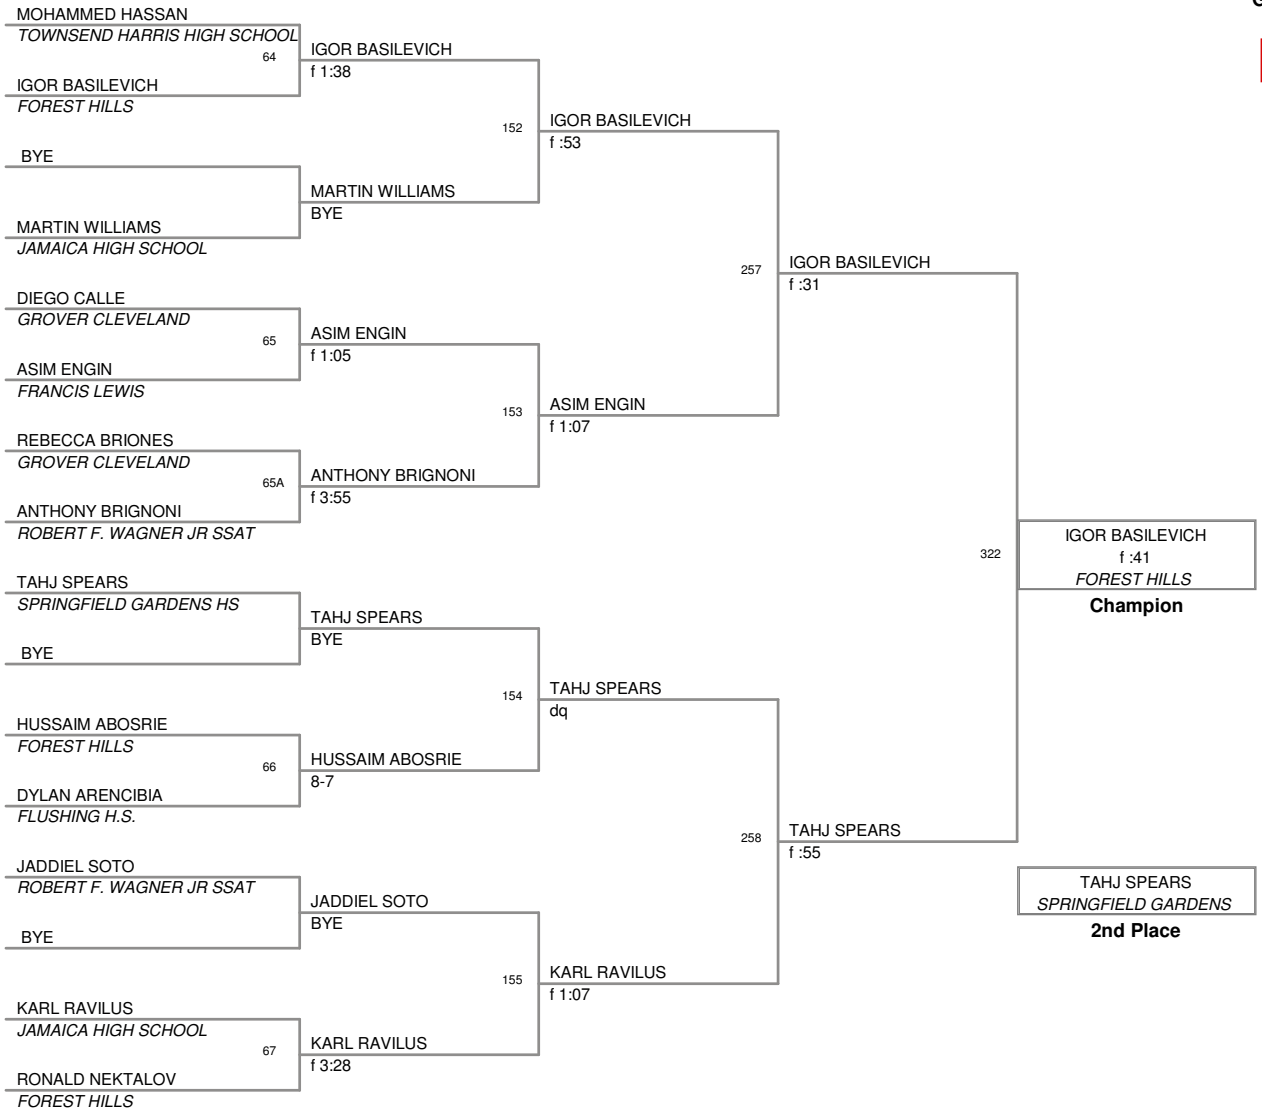 MOHAMMED HASSAN
TOWNSEND HARRIS HIGH SCHOOL
64
IGOR BASILEVICH
FOREST HILLS
IGOR BASILEVICH
f 1:38
BYE
MARTIN WILLIAMS
JAMAICA HIGH SCHOOL
MARTIN WILLIAMS
BYE
152
IGOR BASILEVICH
f :53
DIEGO CALLE
GROVER CLEVELAND
65
ASIM ENGIN
FRANCIS LEWIS
ASIM ENGIN
f 1:05
REBECCA BRIONES
GROVER CLEVELAND
65A
ANTHONY BRIGNONI
ROBERT F. WAGNER JR SSAT
ANTHONY BRIGNONI
f 3:55
153
ASIM ENGIN
f 1:07
257
IGOR BASILEVICH
f :31
TAHJ SPEARS
SPRINGFIELD GARDENS HS
BYE
TAHJ SPEARS
BYE
HUSSAIM ABOSRIE
FOREST HILLS
66
DYLAN ARENCIBIA
FLUSHING H.S.
HUSSAIM ABOSRIE
8-7
154
TAHJ SPEARS
dq
JADDIEL SOTO
ROBERT F. WAGNER JR SSAT
BYE
JADDIEL SOTO
BYE
KARL RAVILUS
JAMAICA HIGH SCHOOL
67
RONALD NEKTALOV
FOREST HILLS
KARL RAVILUS
f 3:28
155
KARL RAVILUS
f 1:07
258
TAHJ SPEARS
f :55
322
IGOR BASILEVICH
f :41
FOREST HILLS
Champion
TAHJ SPEARS
SPRINGFIELD GARDENS
2nd Place